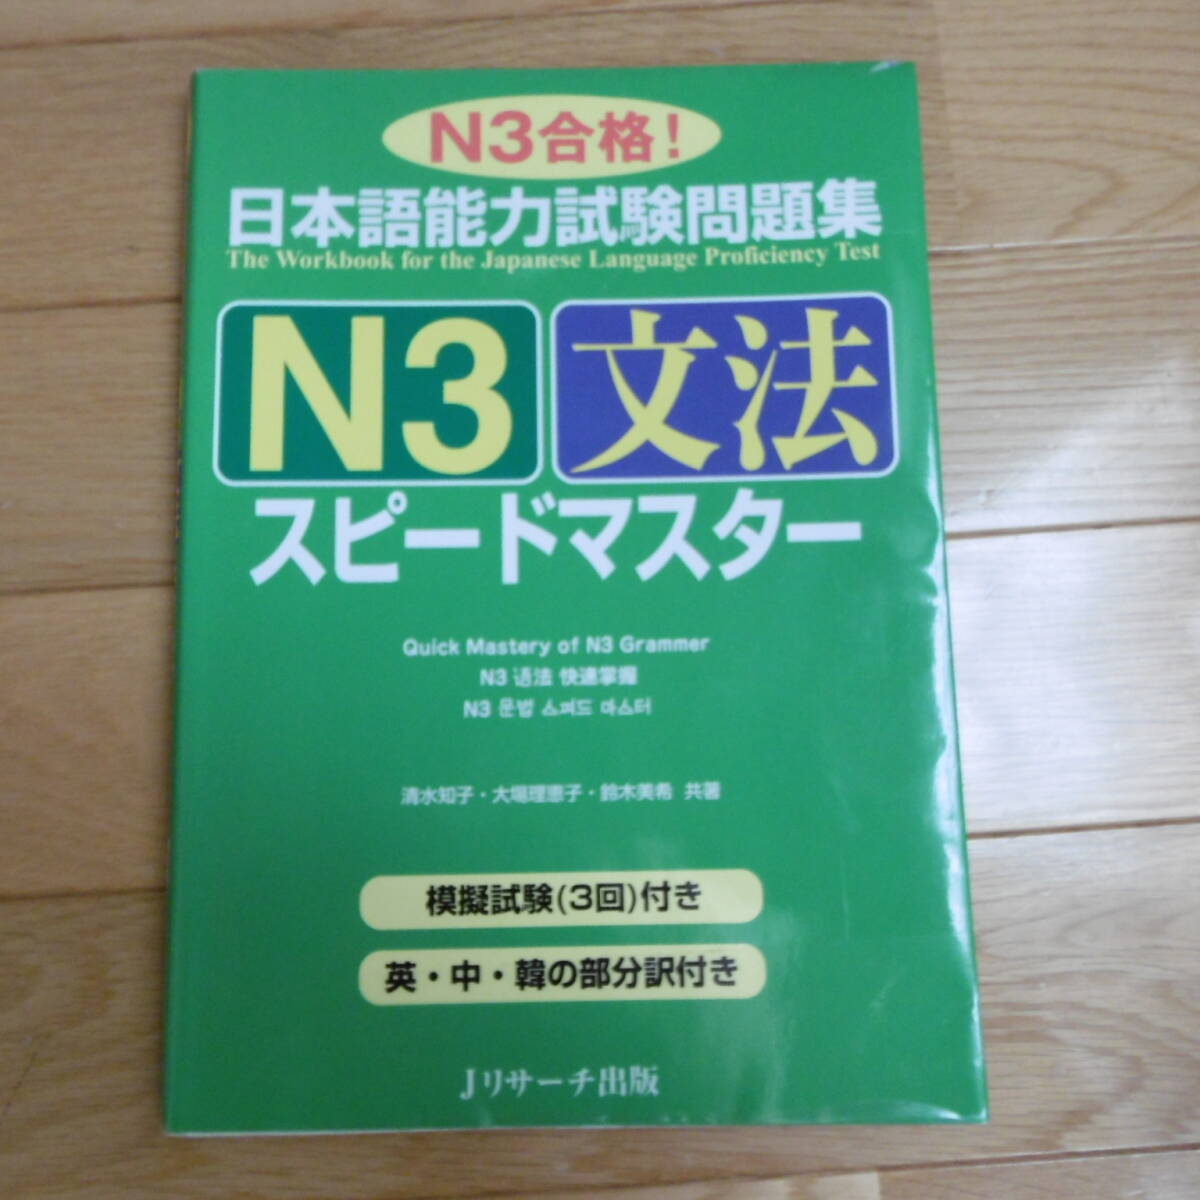 N3合格!
日本語能力試験問題集
The Workbook for the Japanese Language Proficiency Test
N3 文法
スピードマスター
Quick Mastery of N3 Grammer
N3 语法 快速掌握
N3 문법 스피드 마스터
清水知子・大場理恵子・鈴木美希 共著
模擬試験(3回)付き
英・中・韓の部分訳付き
Jリサーチ出版